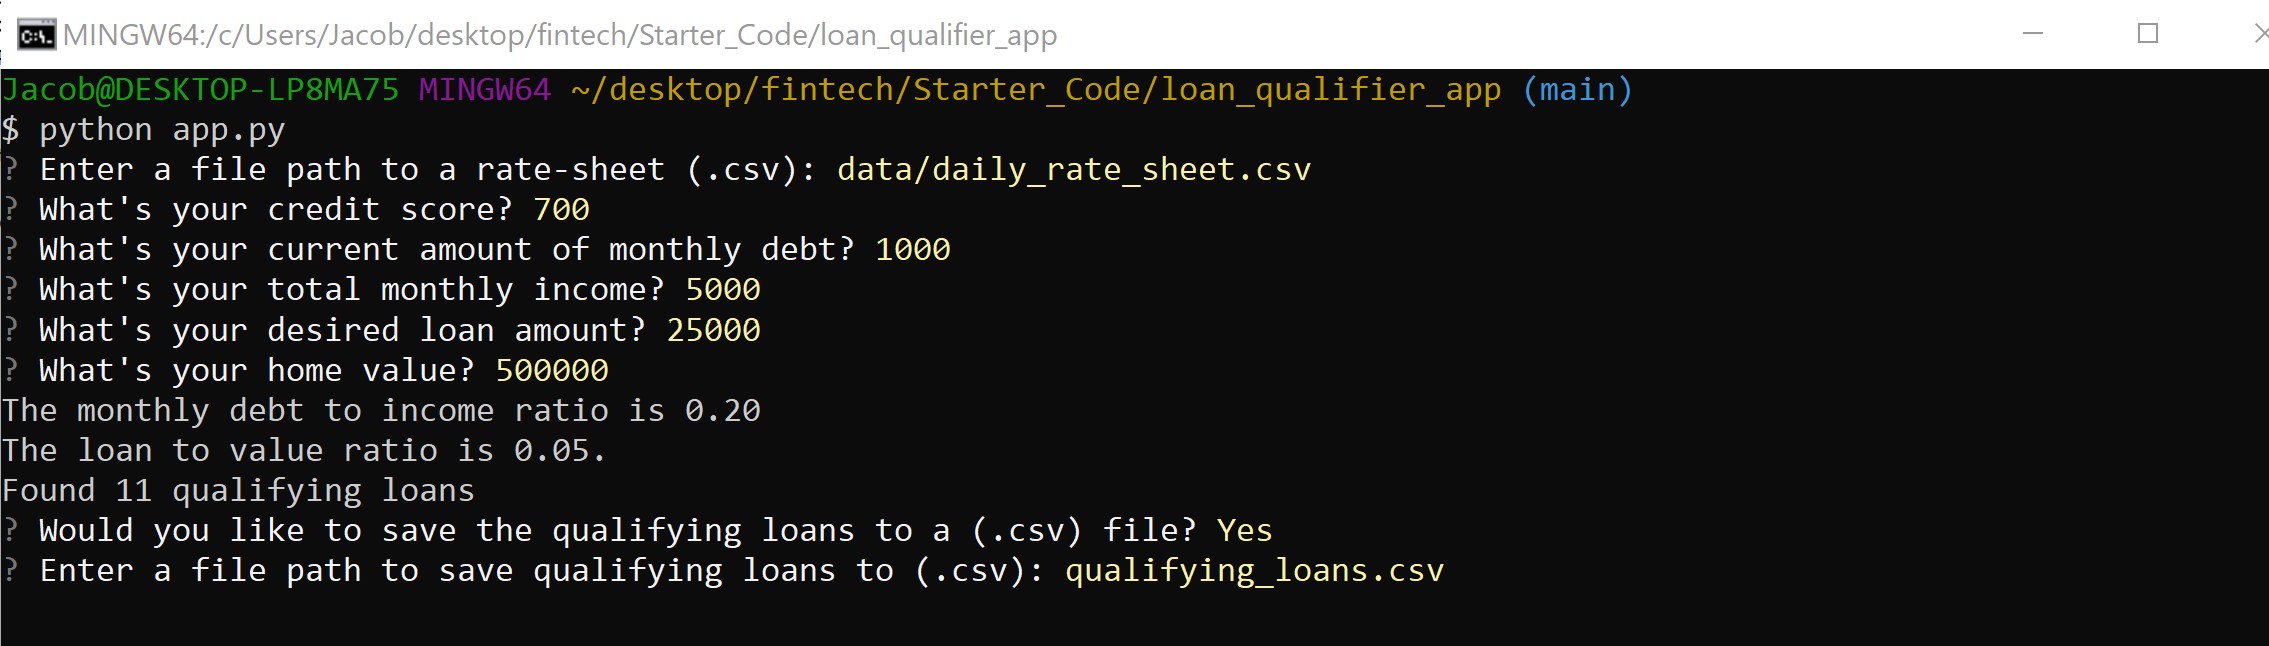 MINGW64:/c/Users/Jacob/desktop/fintech/Starter_Code/loan_qualifier_app
Jacob@DESKTOP-LP8MA75 MINGW64 ~/desktop/fintech/Starter_Code/loan_qualifier_app (main)
$ python app.py
? Enter a file path to a rate-sheet (.csv): data/daily_rate_sheet.csv
? What's your credit score? 700
? What's your current amount of monthly debt? 1000
? What's your total monthly income? 5000
? What's your desired loan amount? 25000
? What's your home value? 500000
The monthly debt to income ratio is 0.20
The loan to value ratio is 0.05.
Found 11 qualifying loans
? Would you like to save the qualifying loans to a (.csv) file? Yes
? Enter a file path to save qualifying loans to (.csv): qualifying_loans.csv